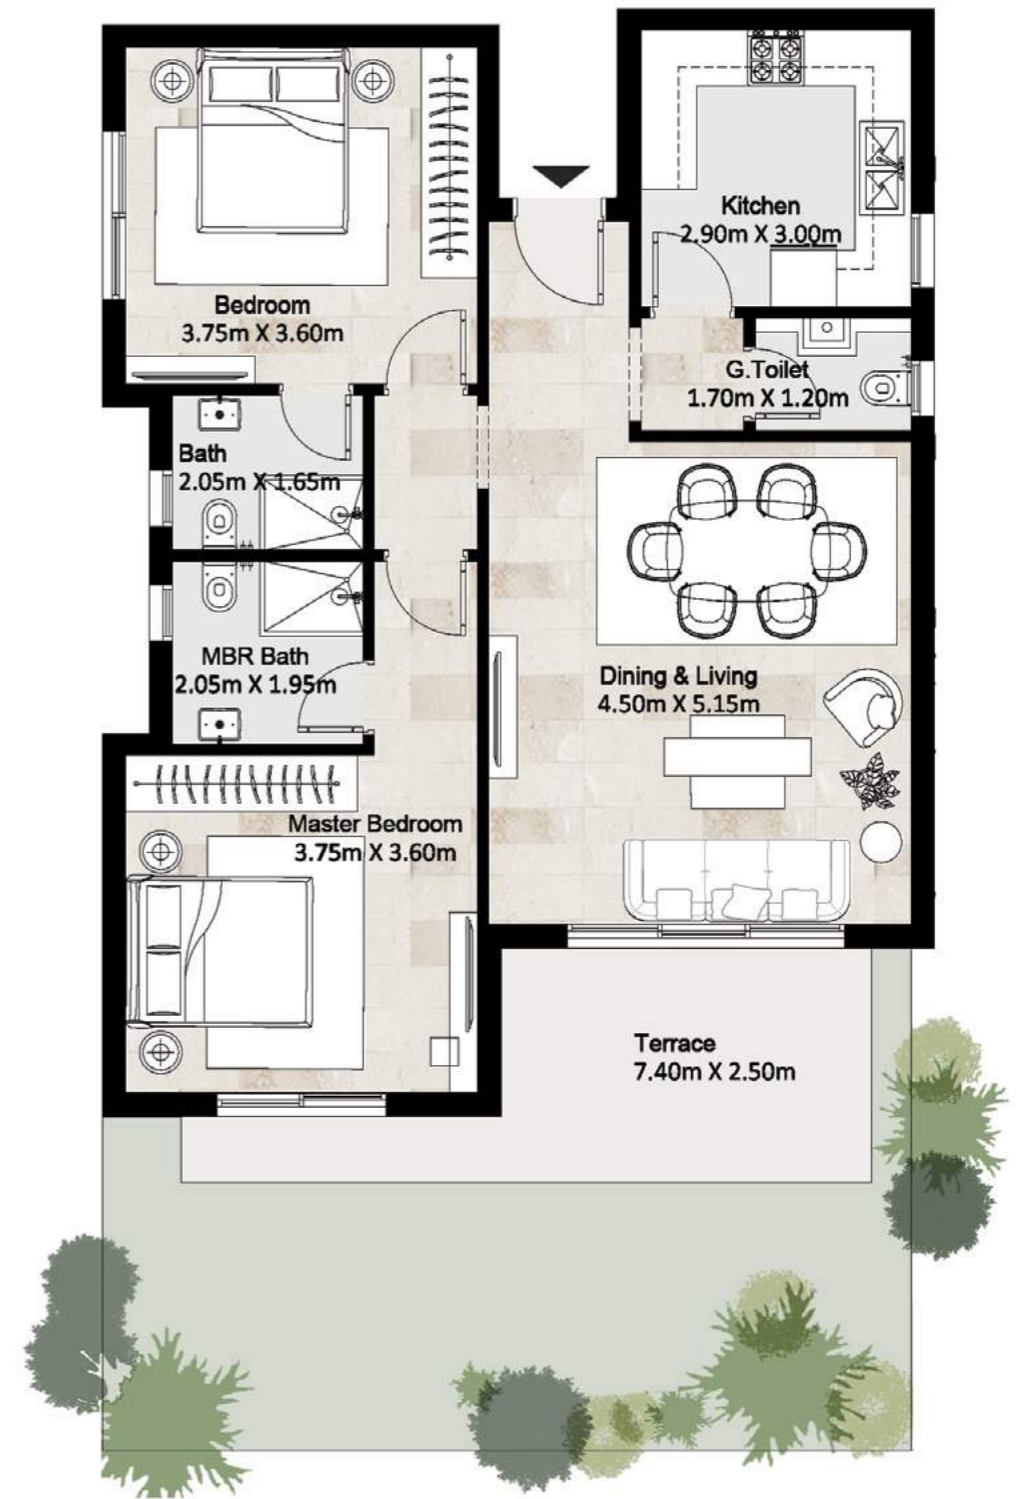 Kitchen
2.90m X 3.00m
Bedroom
3.75m X 3.60m
G.Toilet
1.70m X 1.20m
Bath
2.05m X 1.65m
MBR Bath
2.05m X 1.95m
Dining & Living
4.50m X 5.15m
Master Bedroom
3.75m X 3.60m
Terrace
7.40m X 2.50m